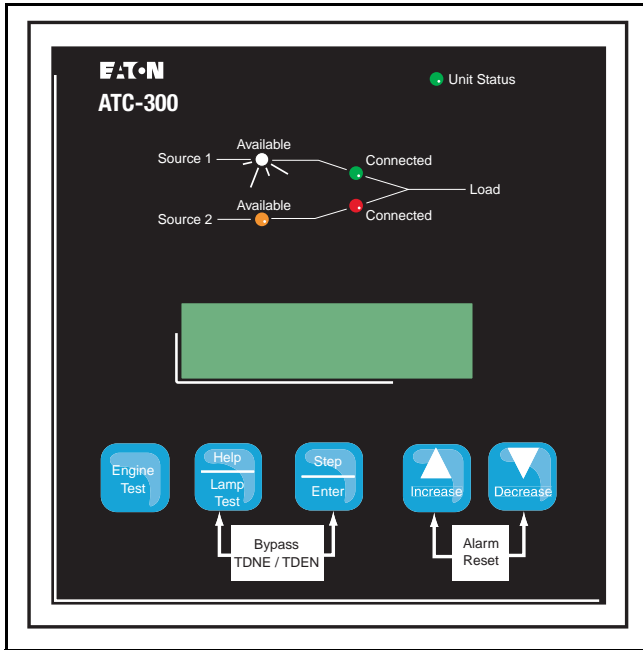 EATON
ATC-300
Unit Status
Available
Source 1
Connected
Load
Available
Connected
Source 2
Engine
Test
Help
Lamp
Test
Step
Enter
Increase
Decrease
Bypass
TDNE / TDEN
Alarm
Reset